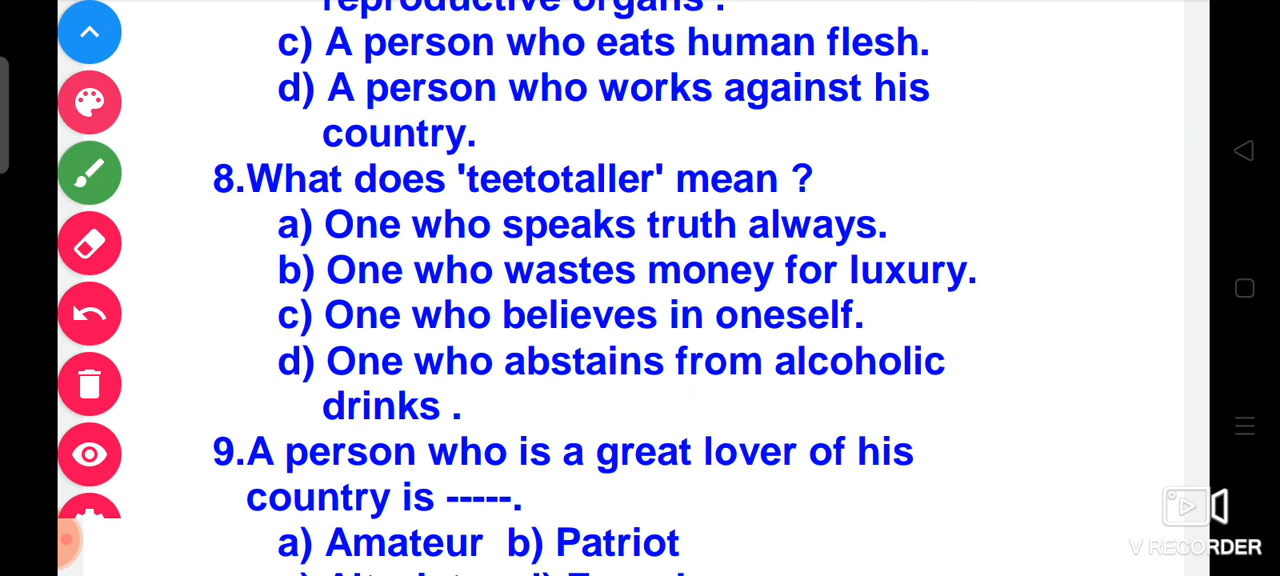 reproductive organs .
c) A person who eats human flesh.
d) A person who works against his
country.
8.What does 'teetotaller' mean ?
a) One who speaks truth always.
b) One who wastes money for luxury.
c) One who believes in oneself.
d) One who abstains from alcoholic
drinks .
9.A person who is a great lover of his
country is -----.
a) Amateur b) Patriot
V RECORDER